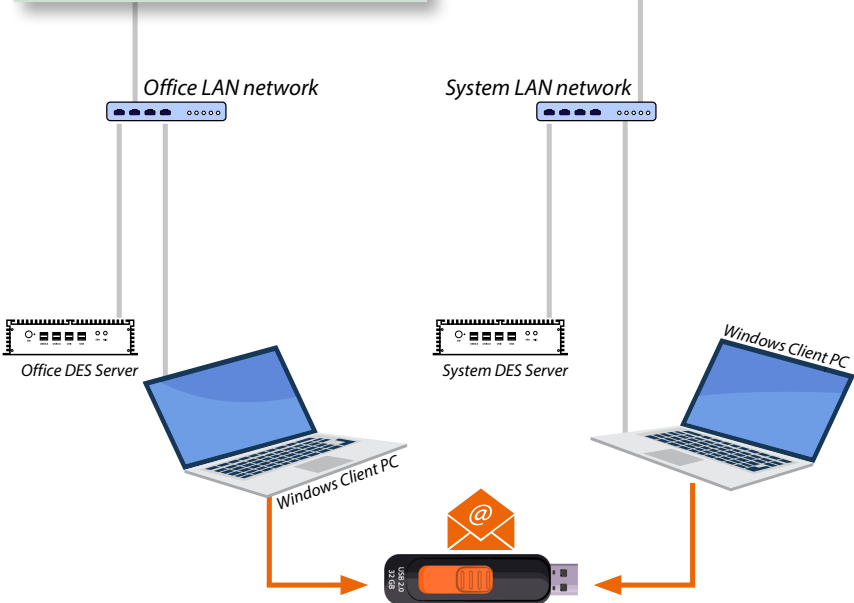 Office LAN network
System LAN network
Office DES Server
System DES Server
Windows Client PC
Windows Client PC
@
USB 2.0
32 GB